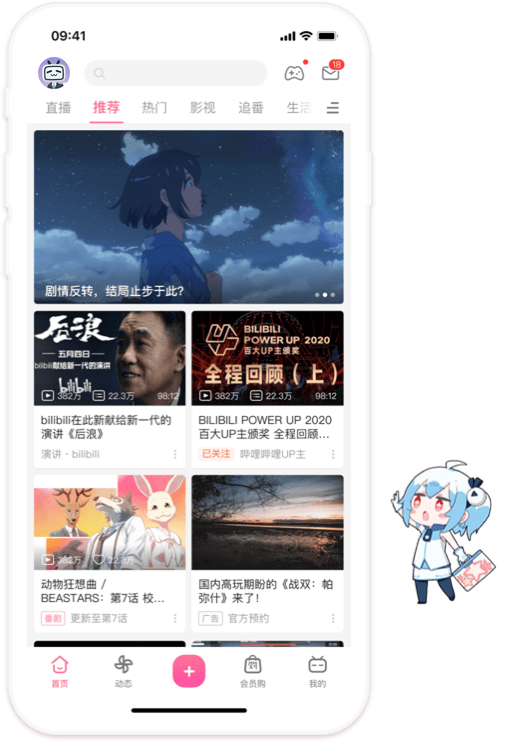 09:41
18
直播 推荐 热门 影视 追番 生活
剧情反转，结局止步于此?
后浪
五月四日
bilibili献给新一代的演讲
bilibili
382万 22.3万 98:12
bilibili在此新献给新一代的
演讲《后浪》
演讲 · bilibili
BILIBILI
POWER UP 2020
百大UP主颁奖
全程回顾（上）
382万 22.3万 98:12
BILIBILI POWER UP 2020
百大UP主颁奖 全程回顾…
已关注 哔哩哔哩UP主
382万 22.3万
动物狂想曲 /
BEASTARS：第7话 校…
番剧 更新至第7话
国内高玩期盼的《战双：帕
弥什》来了!
广告 官方预约
首页 动态 会员购 我的